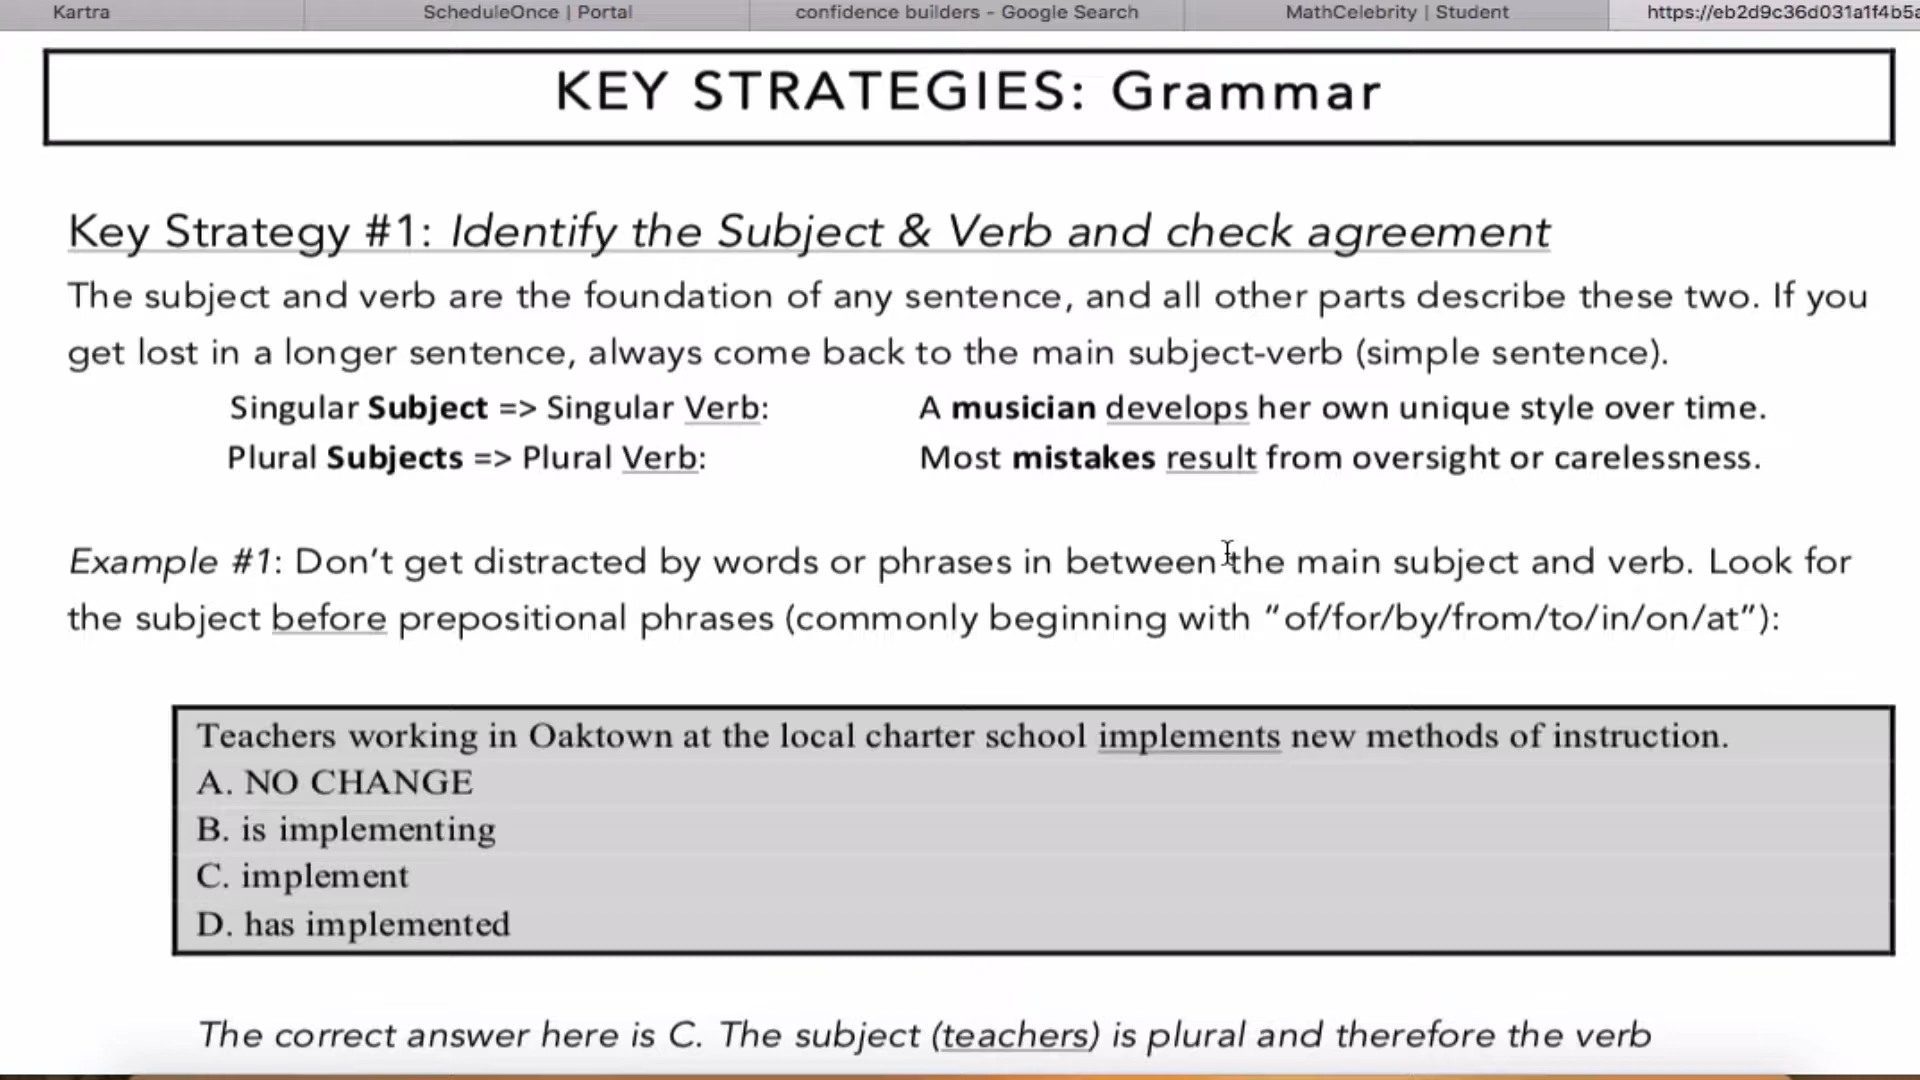 Kartra
ScheduleOnce | Portal
confidence builders - Google Search
MathCelebrity | Student
https://eb2d9c36d031a1f4b5a
KEY STRATEGIES: Grammar
Key Strategy #1: Identify the Subject & Verb and check agreement
The subject and verb are the foundation of any sentence, and all other parts describe these two. If you
get lost in a longer sentence, always come back to the main subject-verb (simple sentence).
Singular Subject => Singular Verb: A musician develops her own unique style over time.
Plural Subjects => Plural Verb: Most mistakes result from oversight or carelessness.
Example #1: Don't get distracted by words or phrases in between the main subject and verb. Look for
the subject before prepositional phrases (commonly beginning with "of/for/by/from/to/in/on/at"):
Teachers working in Oaktown at the local charter school implements new methods of instruction.
A. NO CHANGE
B. is implementing
C. implement
D. has implemented
The correct answer here is C. The subject (teachers) is plural and therefore the verb